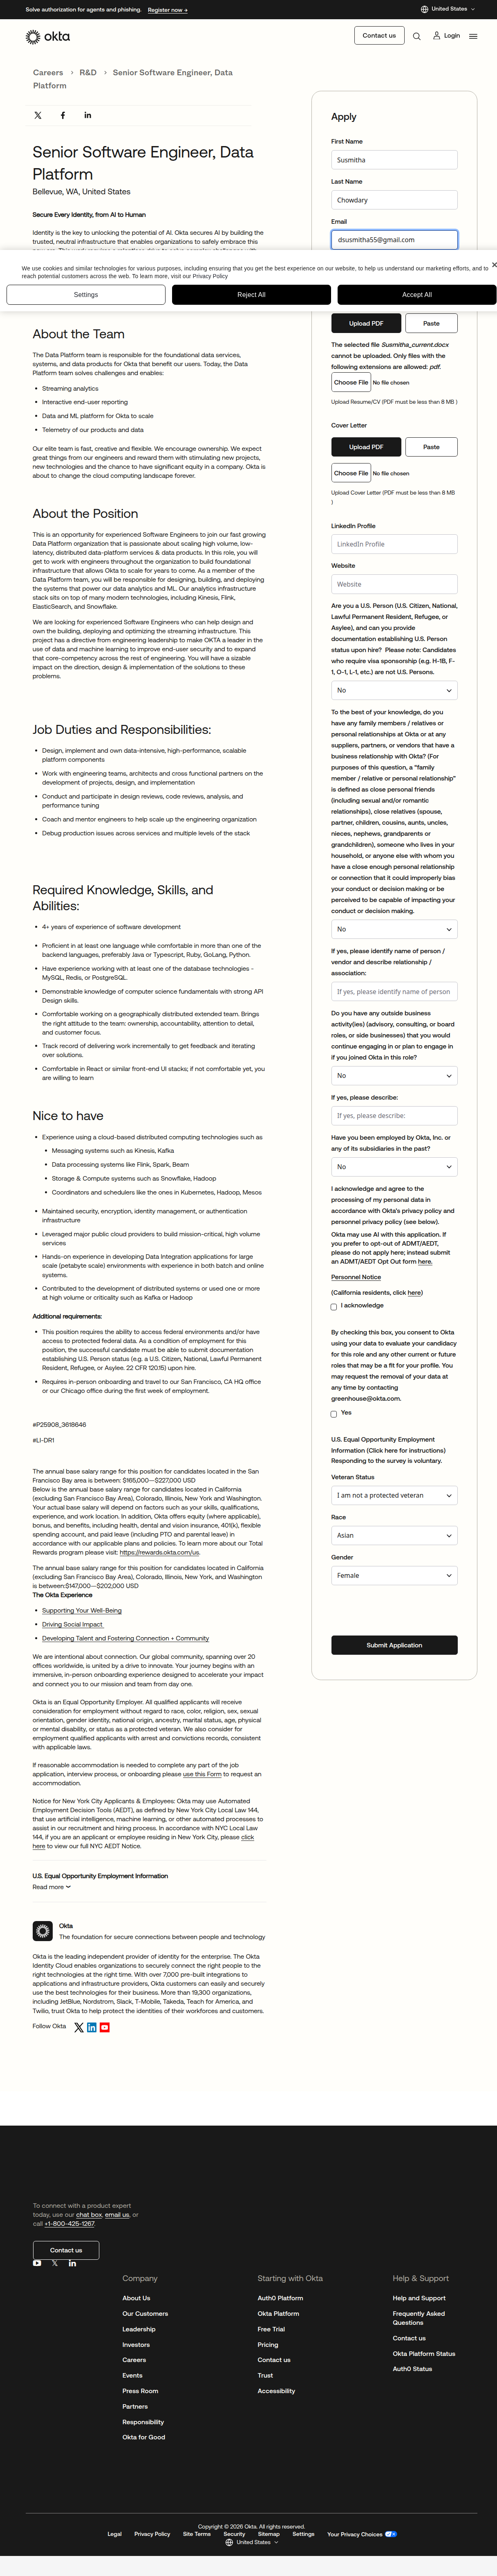 Solve authorization for agents and phishing. Register now →
United States
okta
Contact us
Login
Careers > R&D > Senior Software Engineer, Data
Platform
Senior Software Engineer, Data
Platform
Bellevue, WA, United States
Secure Every Identity, from AI to Human
Identity is the key to unlocking the potential of AI. Okta secures AI by building the
trusted, neutral infrastructure that enables organizations to safely embrace this
We use cookies and similar technologies for various purposes, including ensuring that you get the best experience on our website, to help us understand and our marketing efforts, and to
reach potential customers across the web. To learn more, visit our Privacy Policy
Settings
Reject All
Accept All
About the Team
The Data Platform team is responsible for the foundational data services,
systems, and data products for Okta that benefit our users. Today, the Data
Platform team solves challenges and enables:
Streaming analytics
Interactive end-user reporting
Data and ML platform for Okta to scale
Telemetry of our products and data
Our elite team is fast, creative and flexible. We encourage ownership. We expect
great things from our engineers and reward them with stimulating new projects,
new technologies and the chance to have significant equity in a company. Okta is
about to change the cloud computing landscape forever.
About the Position
This is an opportunity for experienced Software Engineers to join our fast growing
Data Platform organization that is passionate about scaling high volume, low-
latency, distributed data-platform services & data products. In this role, you will
get to work with engineers throughout the organization to build foundational
infrastructure that allows Okta to scale for years to come. As a member of the
Data Platform team, you will be responsible for designing, building, and deploying
the systems that power our data analytics and ML. Our analytics infrastructure
stack sits on top of many modern technologies, including Kinesis, Flink,
ElasticSearch, and Snowflake.
We are looking for experienced Software Engineers who can help design and
own the building, deploying and optimizing the streaming infrastructure. This
project has a directive from engineering leadership to make OKTA a leader in the
use of data and machine learning to improve end-user security and to expand
that core-competency across the rest of engineering. You will have a sizable
impact on the direction, design & implementation of the solutions to these
problems.
Job Duties and Responsibilities:
Design, implement and own data-intensive, high-performance, scalable
platform components
Work with engineering teams, architects and cross functional partners on the
development of projects, design, and implementation
Conduct and participate in design reviews, code reviews, analysis, and
performance tuning
Coach and mentor engineers to help scale up the engineering organization
Debug production issues across services and multiple levels of the stack
Required Knowledge, Skills, and
Abilities:
4+ years of experience of software development
Proficient in at least one language while comfortable in more than one of the
backend languages, preferably Java or Typescript, Ruby, GoLang, Python.
Have experience working with at least one of the database technologies -
MySQL, Redis, or PostgreSQL.
Demonstrable knowledge of computer science fundamentals with strong API
Design skills.
Comfortable working on a geographically distributed extended team. Brings
the right attitude to the team: ownership, accountability, attention to detail,
and customer focus.
Track record of delivering work incrementally to get feedback and iterating
over solutions.
Comfortable in React or similar front-end UI stacks; if not comfortable yet, you
are willing to learn
Nice to have
Experience using a cloud-based distributed computing technologies such as
Messaging systems such as Kinesis, Kafka
Data processing systems like Flink, Spark, Beam
Storage & Compute systems such as Snowflake, Hadoop
Coordinators and schedulers like the ones in Kubernetes, Hadoop, Mesos
Maintained security, encryption, identity management, or authentication
infrastructure
Leveraged major public cloud providers to build mission-critical, high volume
services
Hands-on experience in developing Data Integration applications for large
scale (petabyte scale) environments with experience in both batch and online
systems.
Contributed to the development of distributed systems or used one or more
at high volume or criticality such as Kafka or Hadoop
Additional requirements:
This position requires the ability to access federal environments and/or have
access to protected federal data. As a condition of employment for this
position, the successful candidate must be able to submit documentation
establishing U.S. Person status (e.g. a U.S. Citizen, National, Lawful Permanent
Resident, Refugee, or Asylee. 22 CFR 120.15) upon hire.
Requires in-person onboarding and travel to our San Francisco, CA HQ office
or our Chicago office during the first week of employment.
#P25908_3618646
#LI-DR1
The annual base salary range for this position for candidates located in the San
Francisco Bay area is between: $165,000—$227,000 USD
Below is the annual base salary range for candidates located in California
(excluding San Francisco Bay Area), Colorado, Illinois, New York and Washington.
Your actual base salary will depend on factors such as your skills, qualifications,
experience, and work location. In addition, Okta offers equity (where applicable),
bonus, and benefits, including health, dental and vision insurance, 401(k), flexible
spending account, and paid leave (including PTO and parental leave) in
accordance with our applicable plans and policies. To learn more about our Total
Rewards program please visit: https://rewards.okta.com/us.
The annual base salary range for this position for candidates located in California
(excluding San Francisco Bay Area), Colorado, Illinois, New York, and Washington
is between:$147,000—$202,000 USD
The Okta Experience
Supporting Your Well-Being
Driving Social Impact
Developing Talent and Fostering Connection + Community
We are intentional about connection. Our global community, spanning over 20
offices worldwide, is united by a drive to innovate. Your journey begins with an
immersive, in-person onboarding experience designed to accelerate your impact
and connect you to our mission and team from day one.
Okta is an Equal Opportunity Employer. All qualified applicants will receive
consideration for employment without regard to race, color, religion, sex, sexual
orientation, gender identity, national origin, ancestry, marital status, age, physical
or mental disability, or status as a protected veteran. We also consider for
employment qualified applicants with arrest and convictions records, consistent
with applicable laws.
If reasonable accommodation is needed to complete any part of the job
application, interview process, or onboarding please use this Form to request an
accommodation.
Notice for New York City Applicants & Employees: Okta may use Automated
Employment Decision Tools (AEDT), as defined by New York City Local Law 144,
that use artificial intelligence, machine learning, or other automated processes to
assist in our recruitment and hiring process. In accordance with NYC Local Law
144, if you are an applicant or employee residing in New York City, please click
here to view our full NYC AEDT Notice.
U.S. Equal Opportunity Employment Information
Read more
Okta
The foundation for secure connections between people and technology
Okta is the leading independent provider of identity for the enterprise. The Okta
Identity Cloud enables organizations to securely connect the right people to the
right technologies at the right time. With over 7,000 pre-built integrations to
applications and infrastructure providers, Okta customers can easily and securely
use the best technologies for their business. More than 19,300 organizations,
including JetBlue, Nordstrom, Slack, T-Mobile, Takeda, Teach for America, and
Twilio, trust Okta to help protect the identities of their workforces and customers.
Follow Okta
Apply
First Name
Susmitha
Last Name
Chowdary
Email
dsusmitha55@gmail.com
Upload PDF
Paste
The selected file Susmitha_current.docx
cannot be uploaded. Only files with the
following extensions are allowed: pdf.
Choose File No file chosen
Upload Resume/CV (PDF must be less than 8 MB )
Cover Letter
Upload PDF
Paste
Choose File No file chosen
Upload Cover Letter (PDF must be less than 8 MB
)
LinkedIn Profile
LinkedIn Profile
Website
Website
Are you a U.S. Person (U.S. Citizen, National,
Lawful Permanent Resident, Refugee, or
Asylee), and can you provide
documentation establishing U.S. Person
status upon hire? Please note: Candidates
who require visa sponsorship (e.g. H-1B, F-
1, O-1, L-1, etc.) are not U.S. Persons.
No
To the best of your knowledge, do you
have any family members / relatives or
personal relationships at Okta or at any
suppliers, partners, or vendors that have a
business relationship with Okta? (For
purposes of this question, a “family
member / relative or personal relationship”
is defined as close personal friends
(including sexual and/or romantic
relationships), close relatives (spouse,
partner, children, cousins, aunts, uncles,
nieces, nephews, grandparents or
grandchildren), someone who lives in your
household, or anyone else with whom you
have a close enough personal relationship
or connection that it could improperly bias
your conduct or decision making or be
perceived to be capable of impacting your
conduct or decision making.
No
If yes, please identify name of person /
vendor and describe relationship /
association:
If yes, please identify name of person
Do you have any outside business
activity(ies) (advisory, consulting, or board
roles, or side businesses) that you would
continue engaging in or plan to engage in
if you joined Okta in this role?
No
If yes, please describe:
If yes, please describe:
Have you been employed by Okta, Inc. or
any of its subsidiaries in the past?
No
I acknowledge and agree to the
processing of my personal data in
accordance with Okta's privacy policy and
personnel privacy policy (see below).
Okta may use AI with this application. If
you prefer to opt-out of ADMT/AEDT,
please do not apply here; instead submit
an ADMT/AEDT Opt Out form here.
Personnel Notice
(California residents, click here)
I acknowledge
By checking this box, you consent to Okta
using your data to evaluate your candidacy
for this role and any other current or future
roles that may be a fit for your profile. You
may request the removal of your data at
any time by contacting
greenhouse@okta.com.
Yes
U.S. Equal Opportunity Employment
Information (Click here for instructions)
Responding to the survey is voluntary.
Veteran Status
I am not a protected veteran
Race
Asian
Gender
Female
Submit Application
To connect with a product expert
today, use our chat box, email us, or
call +1-800-425-1267.
Contact us
Company
About Us
Our Customers
Leadership
Investors
Careers
Events
Press Room
Partners
Responsibility
Okta for Good
Starting with Okta
Auth0 Platform
Okta Platform
Free Trial
Pricing
Contact us
Trust
Accessibility
Help & Support
Help and Support
Frequently Asked
Questions
Contact us
Okta Platform Status
Auth0 Status
Copyright © 2026 Okta. All rights reserved.
Legal Privacy Policy Site Terms Security Sitemap Settings Your Privacy Choices
United States